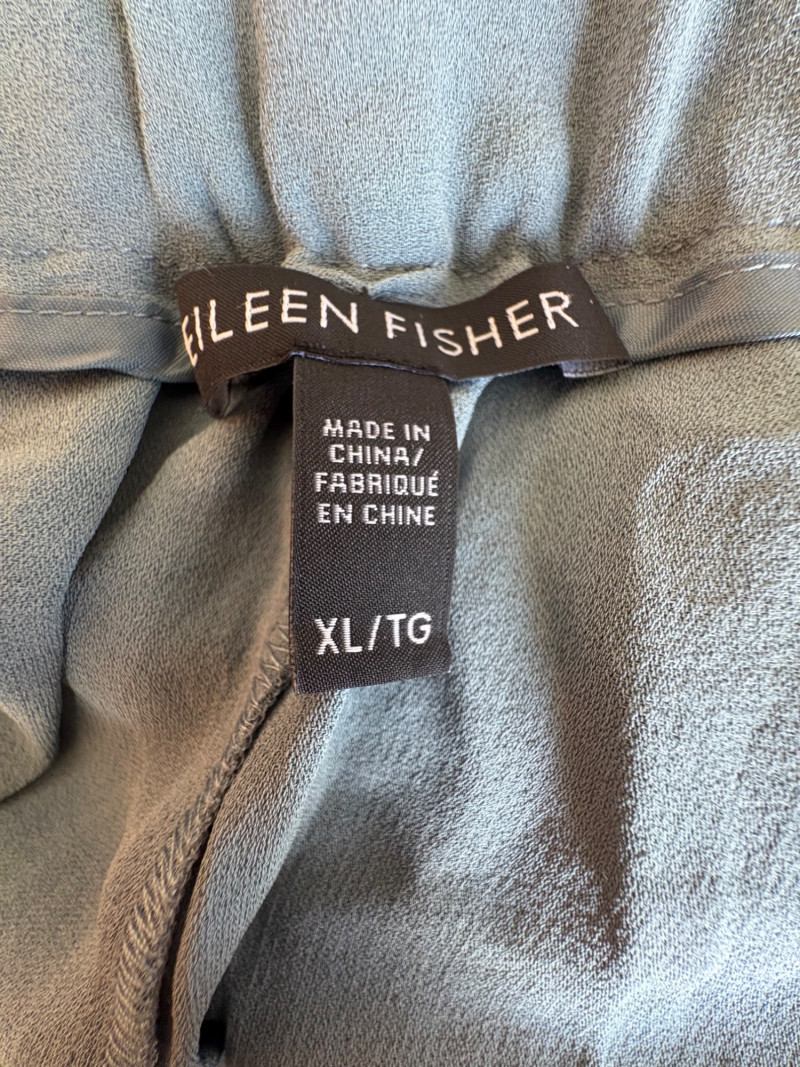 EILEEN FISHER
MADE IN
CHINA/
FABRIQUÉ
EN CHINE
XL/TG